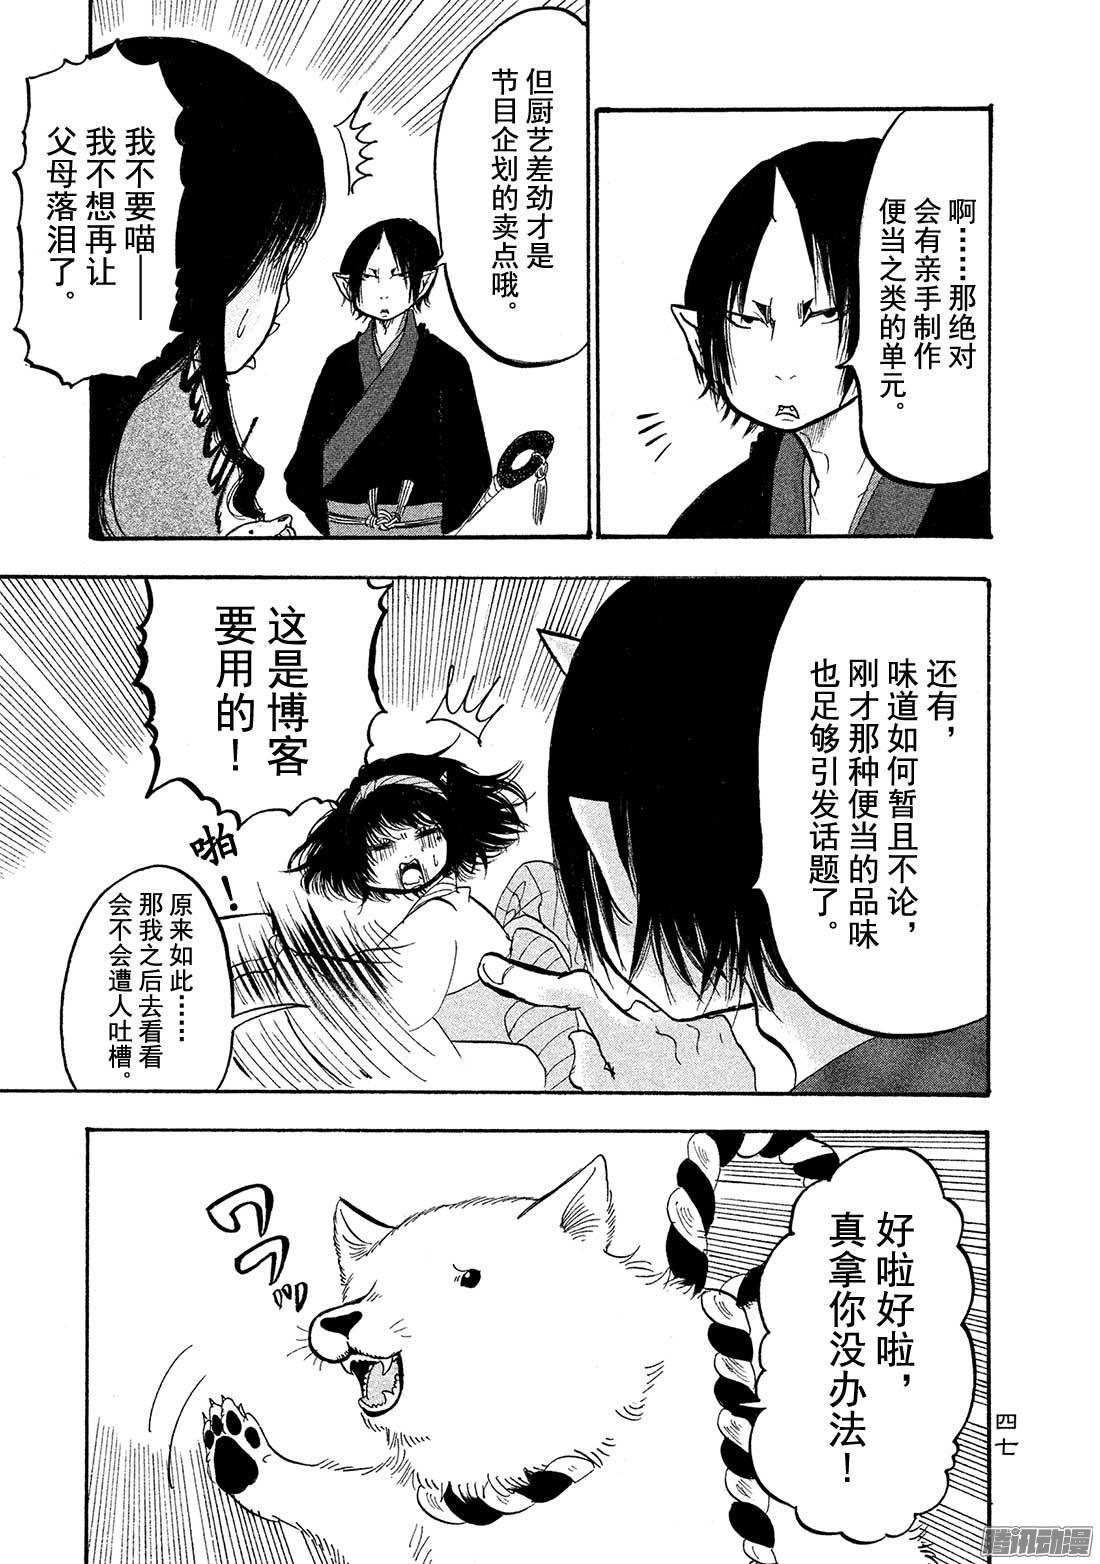 啊……那绝对
会有亲手制作
便当之类的单元。
但厨艺差劲才是
节目企划的卖点哦。
我不要喵——
我不想再让
父母落泪了。
还有，
味道如何暂且不论，
刚才那种便当的品味
也足够引发话题了。
这是博客
要用的！
啪！
原来如此……
那我之后去看看
会不会遭人吐槽。
好啦好啦，
真拿你没办法！
ワフッ
四七
腾讯动漫